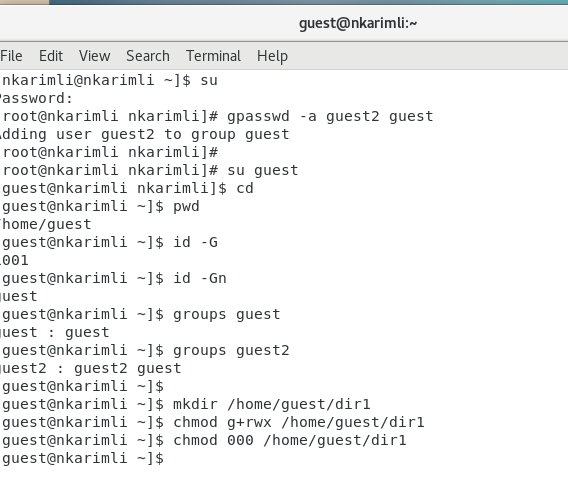 guest@nkarimli:~
File Edit View Search Terminal Help
nkarimli@nkarimli ~]$ su
Password:
root@nkarimli nkarimli]# gpasswd -a guest2 guest
Adding user guest2 to group guest
root@nkarimli nkarimli]#
root@nkarimli nkarimli]# su guest
guest@nkarimli nkarimli]$ cd
guest@nkarimli ~]$ pwd
/home/guest
guest@nkarimli ~]$ id -G
1001
guest@nkarimli ~]$ id -Gn
guest
guest@nkarimli ~]$ groups guest
guest : guest
guest@nkarimli ~]$ groups guest2
guest2 : guest2 guest
guest@nkarimli ~]$
guest@nkarimli ~]$ mkdir /home/guest/dir1
guest@nkarimli ~]$ chmod g+rwx /home/guest/dir1
guest@nkarimli ~]$ chmod 000 /home/guest/dir1
guest@nkarimli ~]$